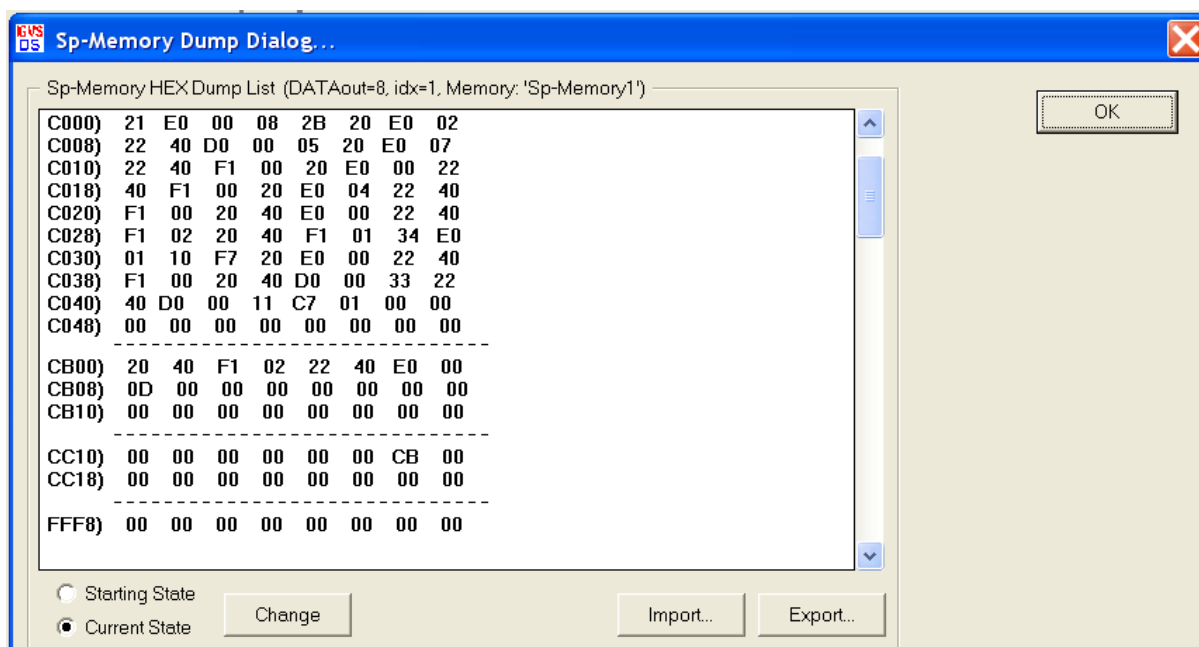 IGVS
OS
Sp-Memory Dump Dialog...
Sp-Memory HEX Dump List (DATAout=8, idx=1, Memory: 'Sp-Memory1')
OK
C000) 21 E0 00 08 2B 20 E0 02
C008) 22 40 D0 00 05 20 E0 07
C010) 22 40 F1 00 20 E0 00 22
C018) 40 F1 00 20 E0 04 22 40
C020) F1 00 20 40 E0 00 22 40
C028) F1 02 20 40 F1 01 34 E0
C030) 01 10 F7 20 E0 00 22 40
C038) F1 00 20 40 D0 00 33 22
C040) 40 D0 00 11 C7 01 00 00
C048) 00 00 00 00 00 00 00 00
- - - - - - - - - - - - - - - - - - - - - - - -
CB00) 20 40 F1 02 22 40 E0 00
CB08) 0D 00 00 00 00 00 00 00
CB10) 00 00 00 00 00 00 00 00
- - - - - - - - - - - - - - - - - - - - - - - -
CC10) 00 00 00 00 00 00 CB 00
CC18) 00 00 00 00 00 00 00 00
- - - - - - - - - - - - - - - - - - - - - - - -
FFF8) 00 00 00 00 00 00 00 00
Starting State
Current State
Change
Import...
Export...